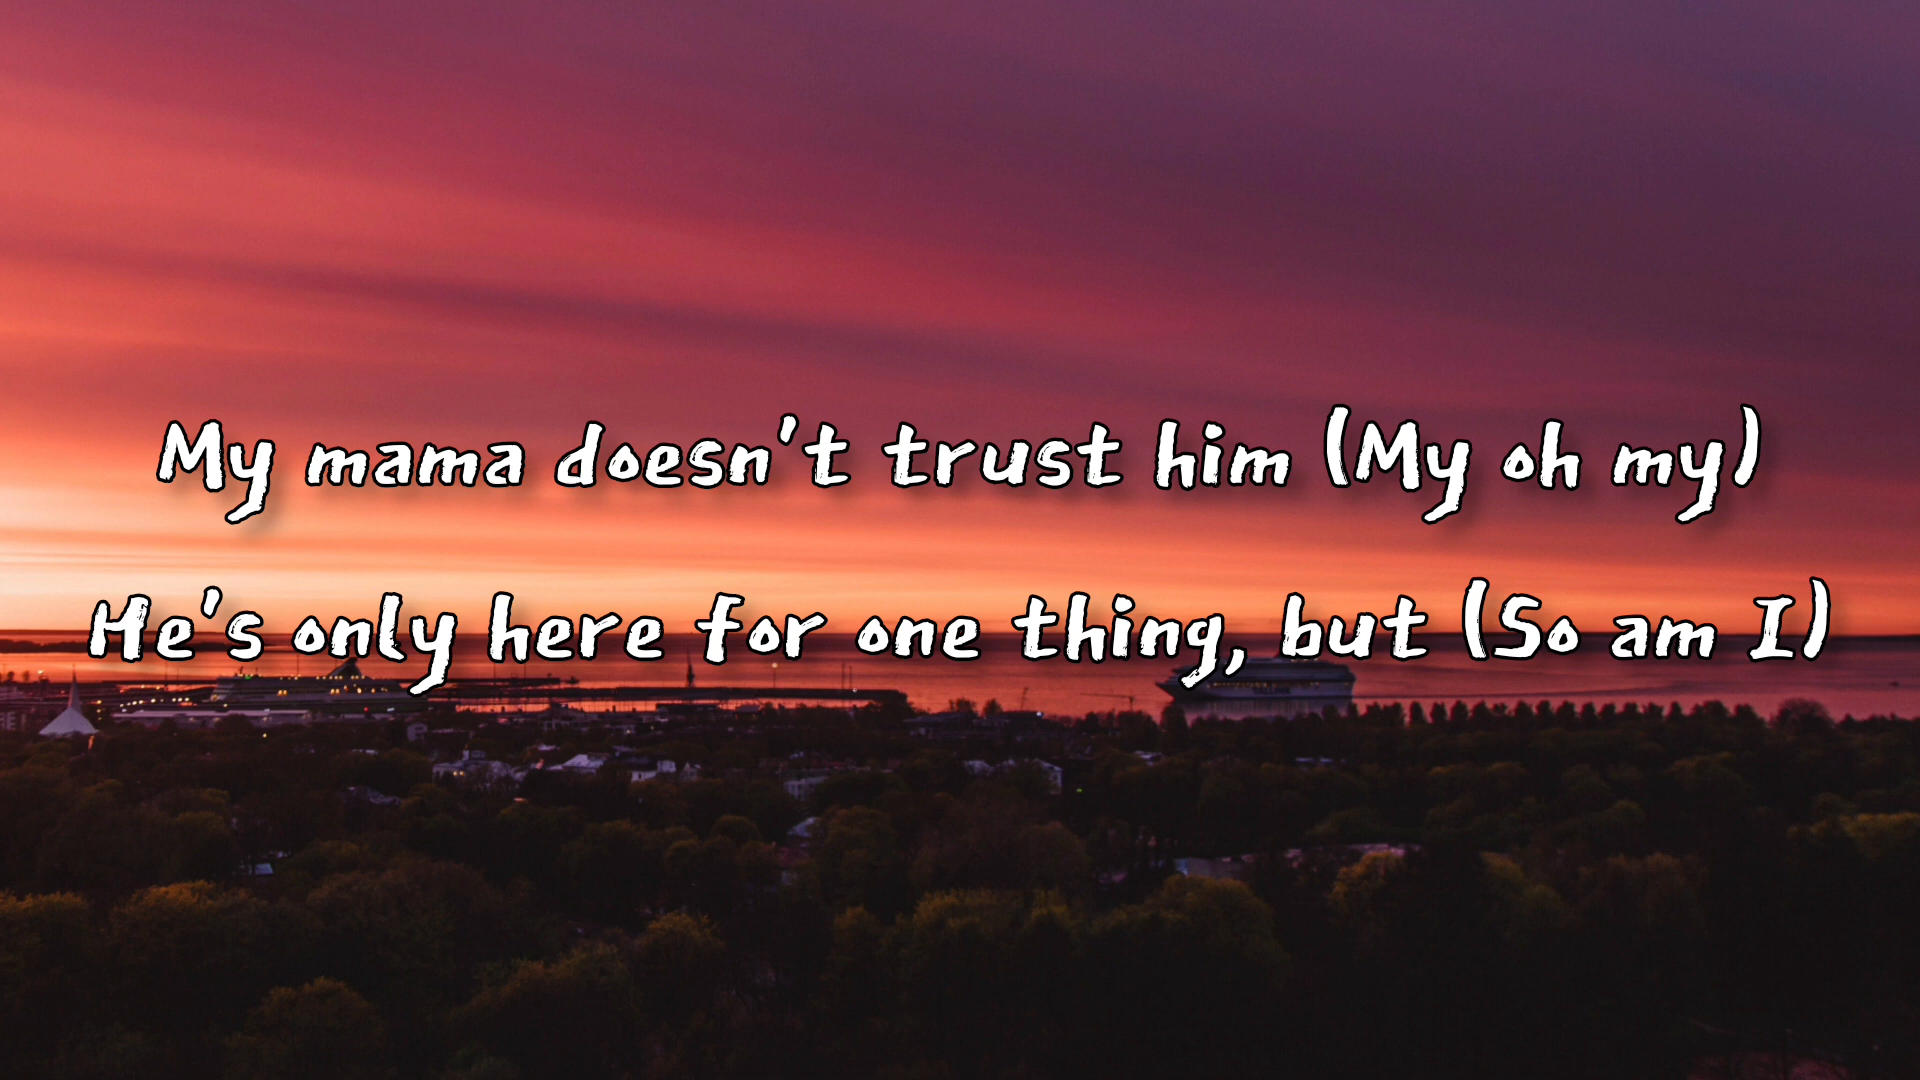 My mama doesn't trust him (My oh my)
He's only here for one thing, but (So am I)